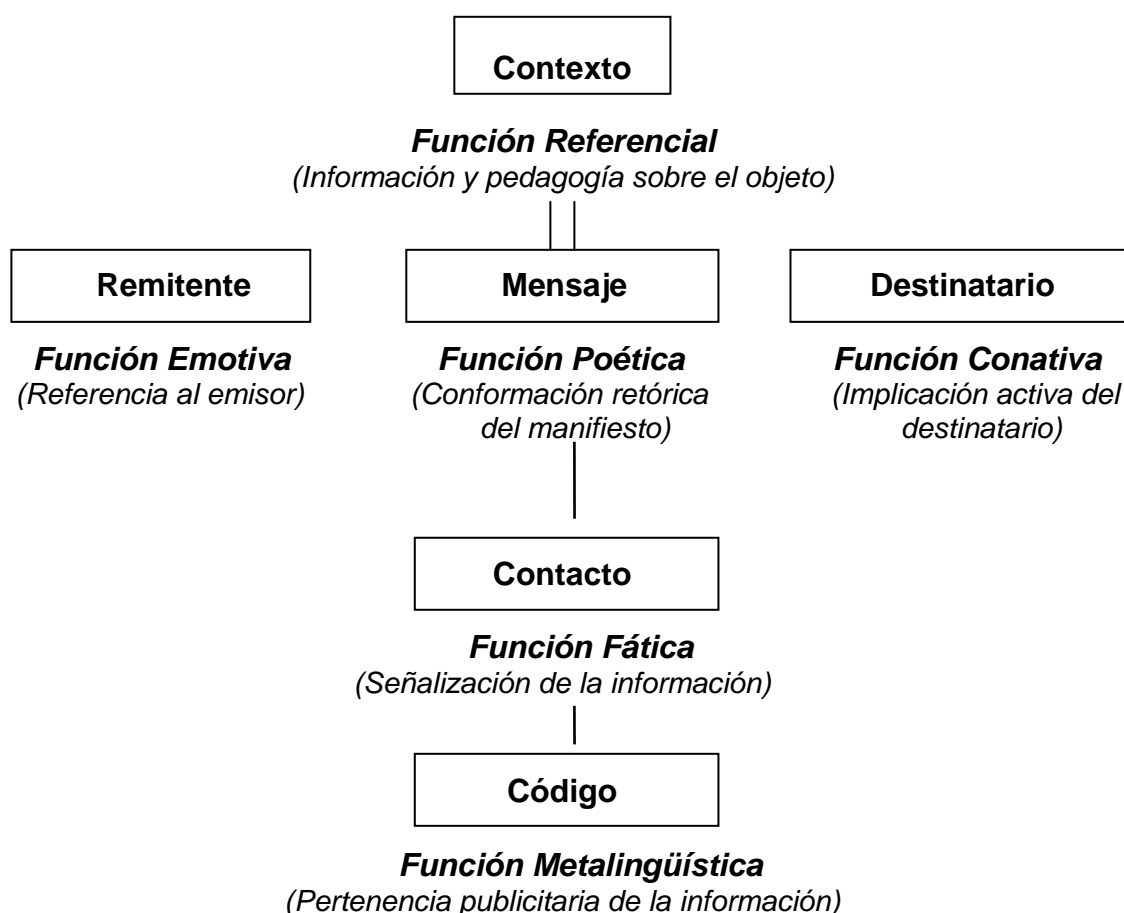 Contexto
Función Referencial
(Información y pedagogía sobre el objeto)
Remitente
Mensaje
Destinatario
Función Emotiva
(Referencia al emisor)
Función Poética
(Conformación retórica
del manifiesto)
Función Conativa
(Implicación activa del
destinatario)
Contacto
Función Fática
(Señalización de la información)
Código
Función Metalingüística
(Pertenencia publicitaria de la información)